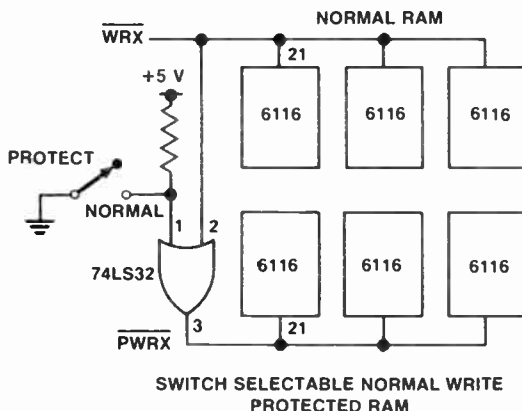 WRX
NORMAL RAM
+5 V
21
6116
6116
6116
PROTECT
NORMAL
1
2
74LS32
6116
6116
6116
3
21
PWRX
SWITCH SELECTABLE NORMAL WRITE
PROTECTED RAM